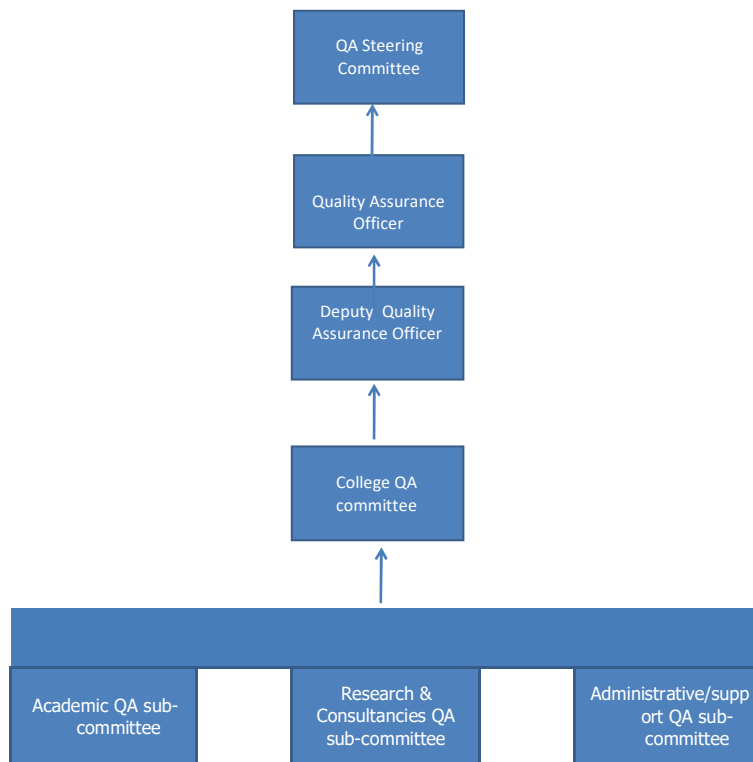 QA Steering
Committee
Quality Assurance
Officer
Deputy  Quality
Assurance Officer
College QA
committee
Academic QA sub-
committee
Research &
Consultancies QA
sub-committee
Administrative/supp
ort QA sub-
committee